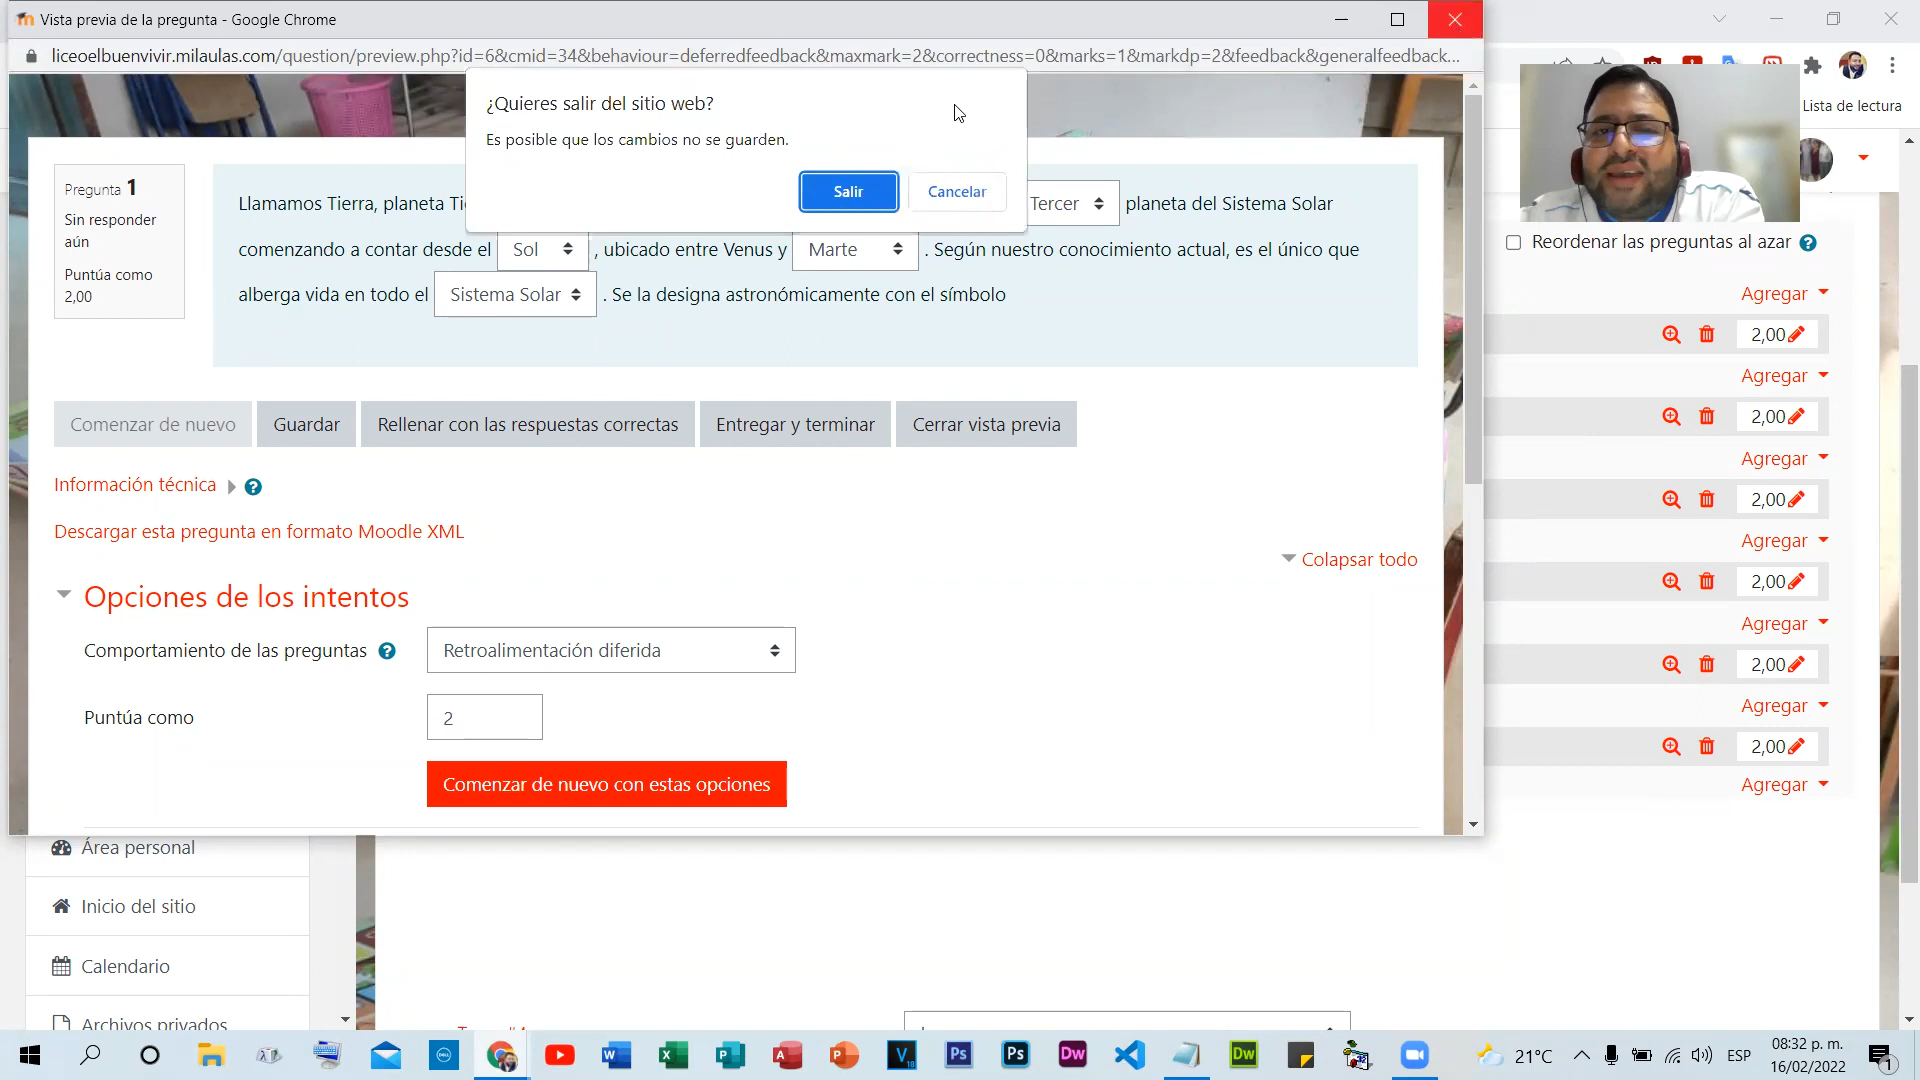 Vista previa de la pregunta - Google Chrome
liceoelbuenvivir.milaulas.com/question/preview.php?id=6&cmid=34&behaviour=deferredfeedback&maxmark=2&correctness=0&marks=1&markdp=2&feedback&generalfeedback...
¿Quieres salir del sitio web?
Es posible que los cambios no se guarden.
Salir
Cancelar
Lista de lectura
Pregunta 1
Sin responder
aún
Puntúa como
2,00
Llamamos Tierra, planeta Tercer planeta del Sistema Solar
comenzando a contar desde el Sol , ubicado entre Venus y Marte . Según nuestro conocimiento actual, es el único que
alberga vida en todo el Sistema Solar . Se la designa astronómicamente con el símbolo
Comenzar de nuevo
Guardar
Rellenar con las respuestas correctas
Entregar y terminar
Cerrar vista previa
Información técnica
Descargar esta pregunta en formato Moodle XML
Colapsar todo
Opciones de los intentos
Comportamiento de las preguntas
Retroalimentación diferida
Puntúa como
2
Comenzar de nuevo con estas opciones
Reordenar las preguntas al azar
Agregar
2,00
Agregar
2,00
Agregar
2,00
Agregar
2,00
Agregar
2,00
Agregar
2,00
Agregar
Área personal
Inicio del sitio
Calendario
Archivos privados
21°C
ESP
08:32 p. m.
16/02/2022
1